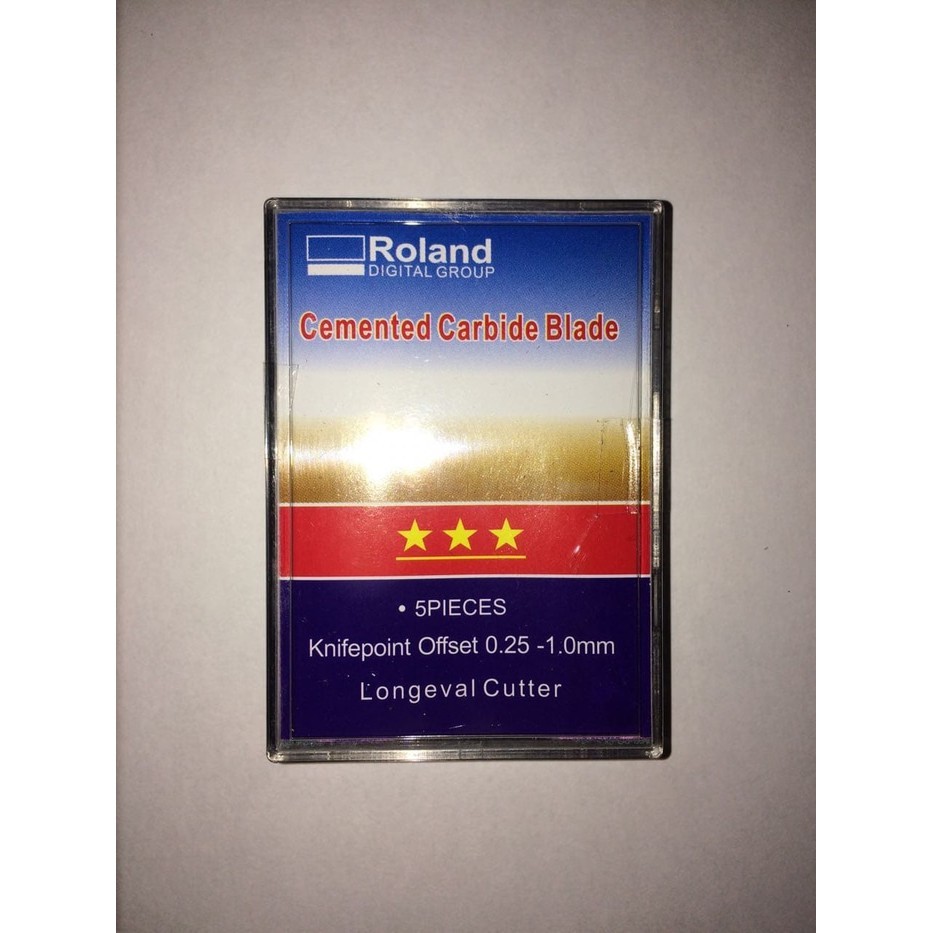 Roland
DIGITAL GROUP
Cemented Carbide Blade
• 5PIECES
Knifepoint Offset 0.25 -1.0mm
Longeval Cutter